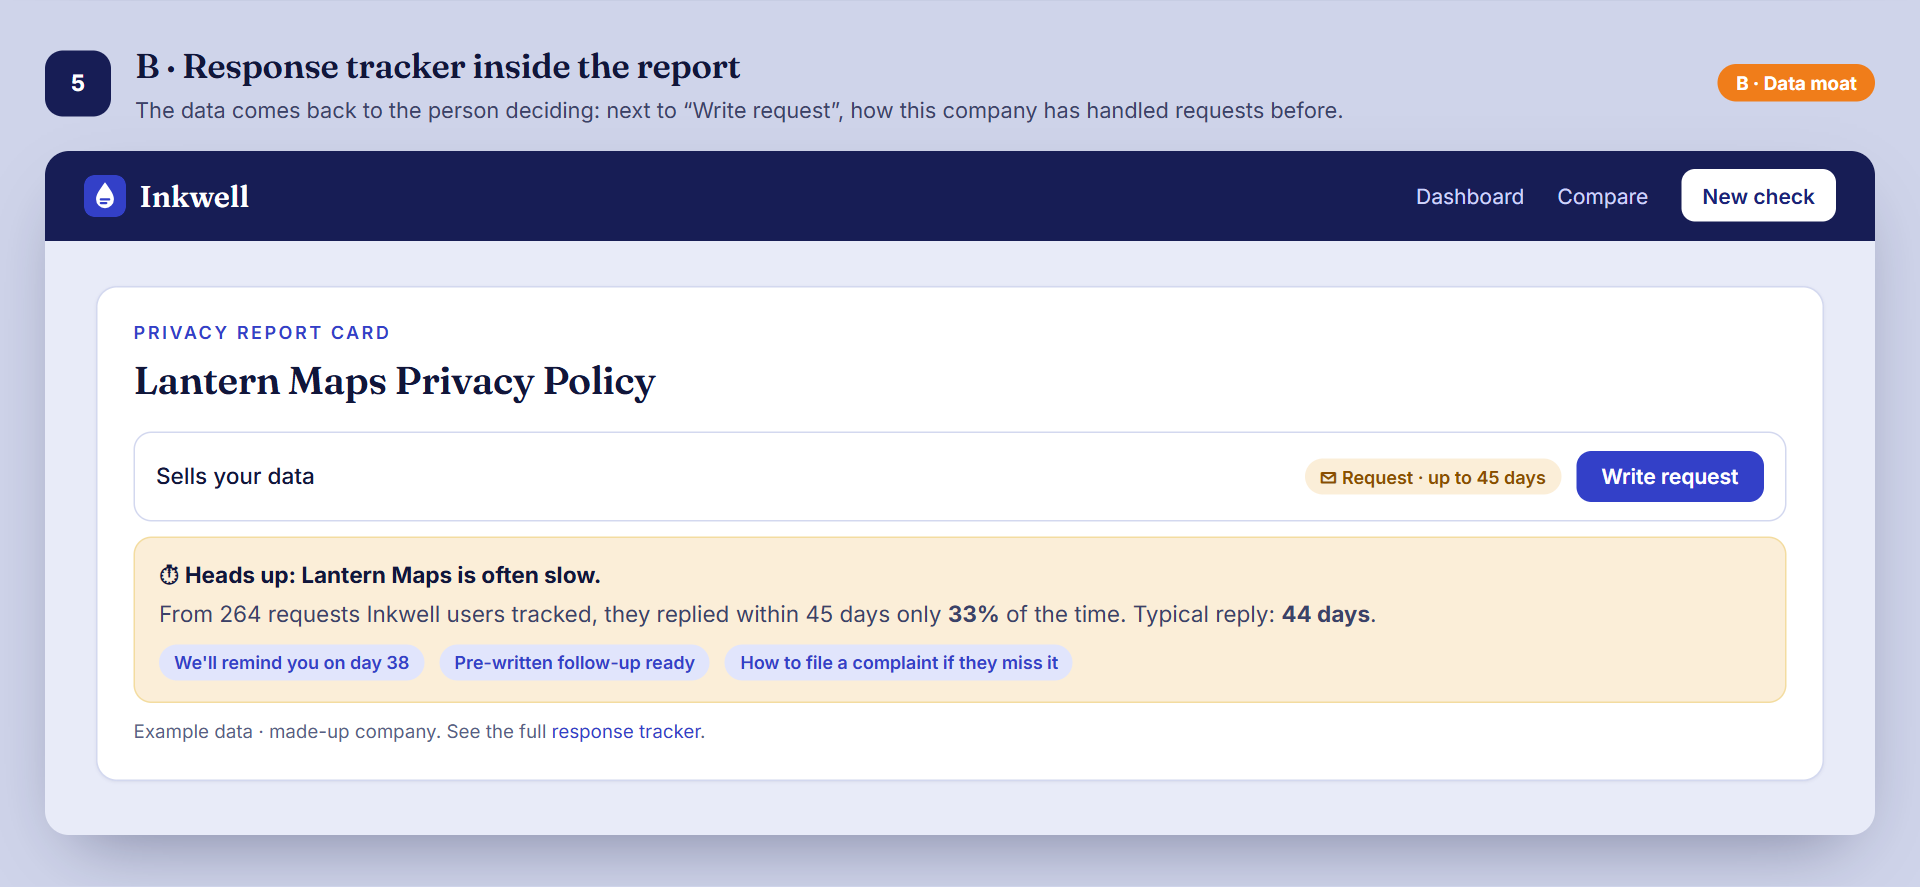 5
B · Response tracker inside the report
The data comes back to the person deciding: next to “Write request”, how this company has handled requests before.
B · Data moat
Inkwell
Dashboard
Compare
New check
PRIVACY REPORT CARD
Lantern Maps Privacy Policy
Sells your data
Request · up to 45 days
Write request
Heads up: Lantern Maps is often slow.
From 264 requests Inkwell users tracked, they replied within 45 days only 33% of the time. Typical reply: 44 days.
We'll remind you on day 38
Pre-written follow-up ready
How to file a complaint if they miss it
Example data · made-up company. See the full response tracker.